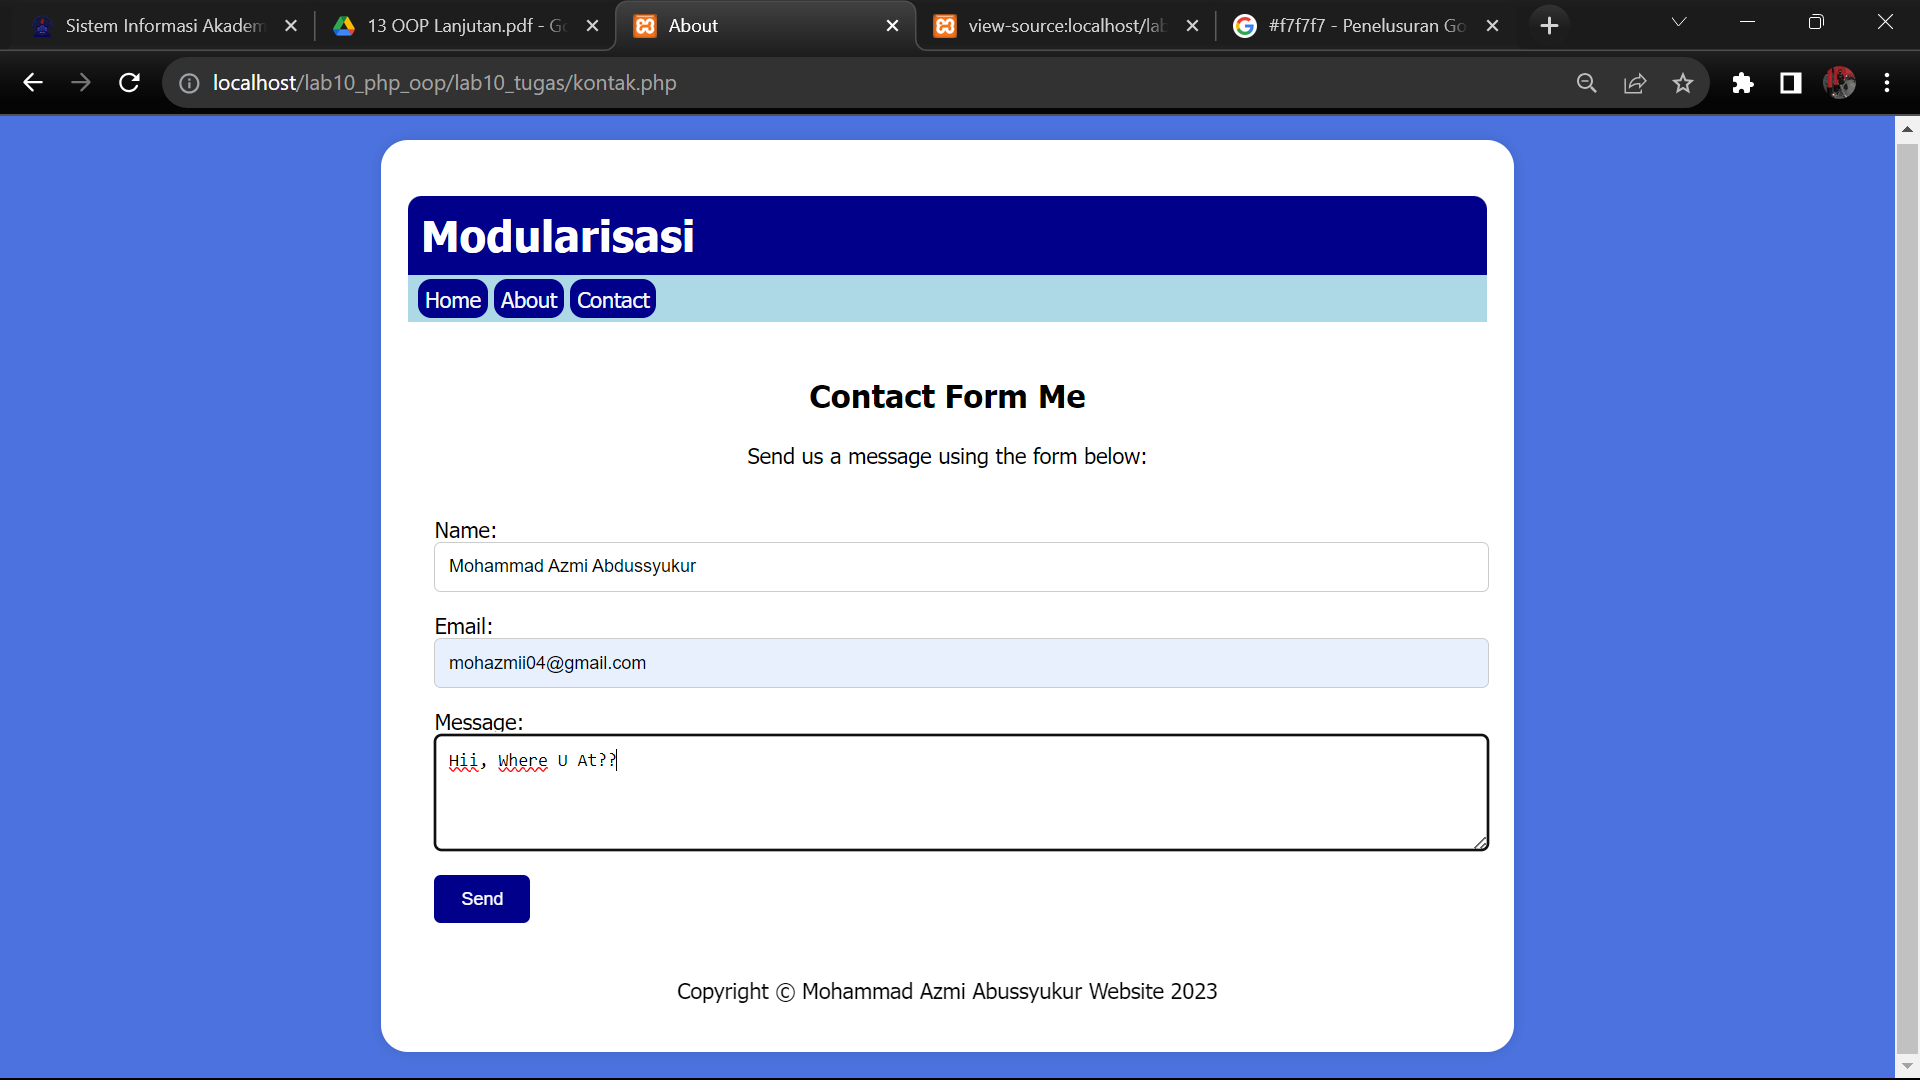 Sistem Informasi Akadem
13 OOP Lanjutan.pdf - Go
About
view-source:localhost/lab
#f7f7f7 - Penelusuran Go
localhost/lab10_php_oop/lab10_tugas/kontak.php
Modularisasi
Home About Contact
Contact Form Me
Send us a message using the form below:
Name:
Mohammad Azmi Abdussyukur
Email:
mohazmii04@gmail.com
Message:
Hii, Where U At??
Send
Copyright © Mohammad Azmi Abussyukur Website 2023